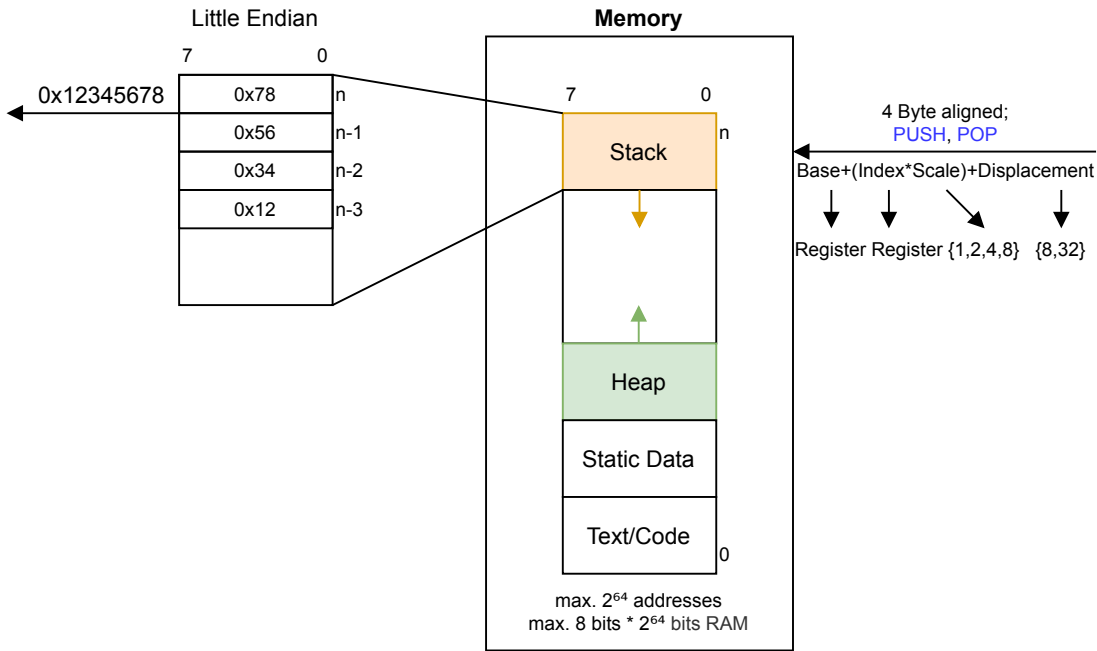 Little Endian
7 0
0x12345678
0x78 n
0x56 n-1
0x34 n-2
0x12 n-3
Memory
7 0
Stack n
Heap
Static Data
Text/Code 0
max. 2⁶⁴ addresses
max. 8 bits * 2⁶⁴ bits RAM
4 Byte aligned;
PUSH, POP
Base+(Index*Scale)+Displacement
Register Register {1,2,4,8} {8,32}